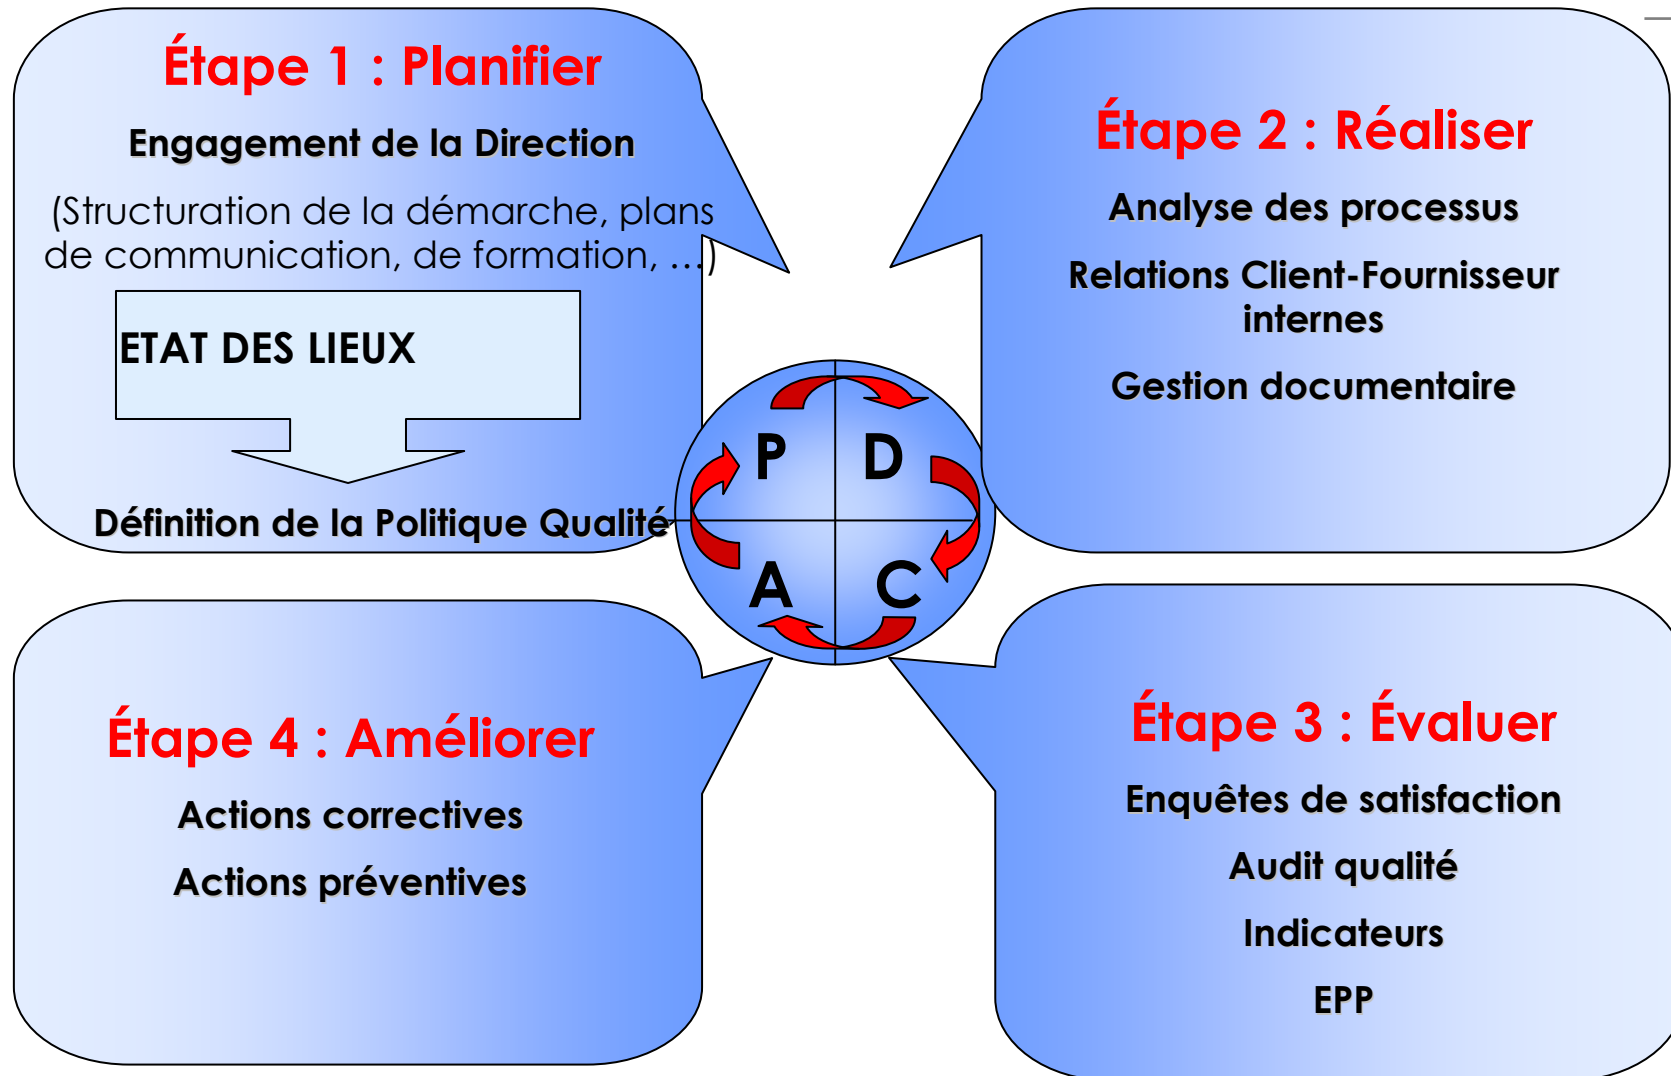 Étape 1 : Planifier
Engagement de la Direction
(Structuration de la démarche, plans
de communication, de formation, …)
ETAT DES LIEUX
Définition de la Politique Qualité
Étape 2 : Réaliser
Analyse des processus
Relations Client-Fournisseur
internes
Gestion documentaire
P D
A C
Étape 4 : Améliorer
Actions correctives
Actions préventives
Étape 3 : Évaluer
Enquêtes de satisfaction
Audit qualité
Indicateurs
EPP